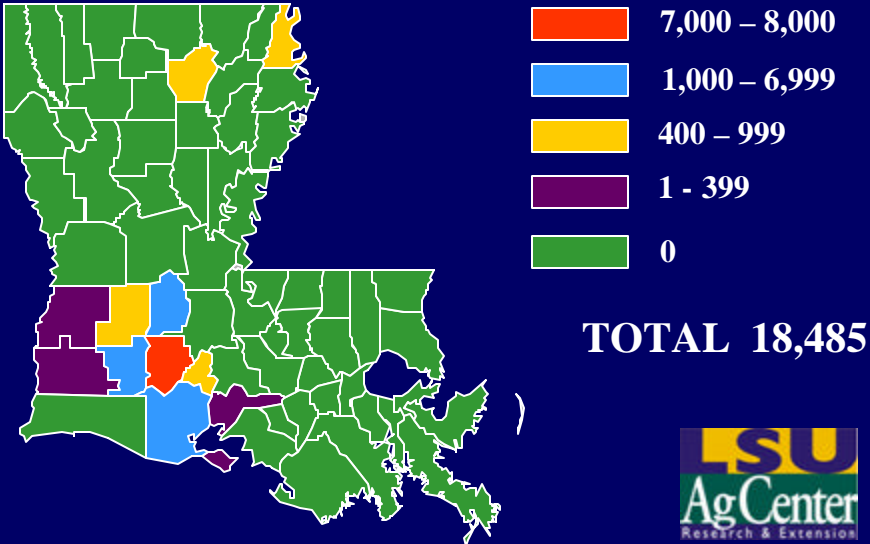 7,000 – 8,000
1,000 – 6,999
400 – 999
1 - 399
0
TOTAL 18,485
LSU
AgCenter
Research & Extension